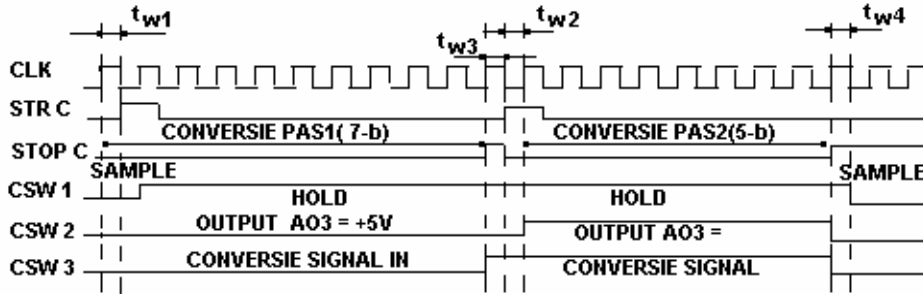 tw1 tw2 tw4
tw3
CLK
STR C
CONVERSIE PAS1( 7-b) CONVERSIE PAS2(5-b)
STOP C
SAMPLE SAMPLE
CSW 1 HOLD HOLD
CSW 2 OUTPUT AO3 = +5V OUTPUT AO3 =
CSW 3 CONVERSIE SIGNAL IN CONVERSIE SIGNAL